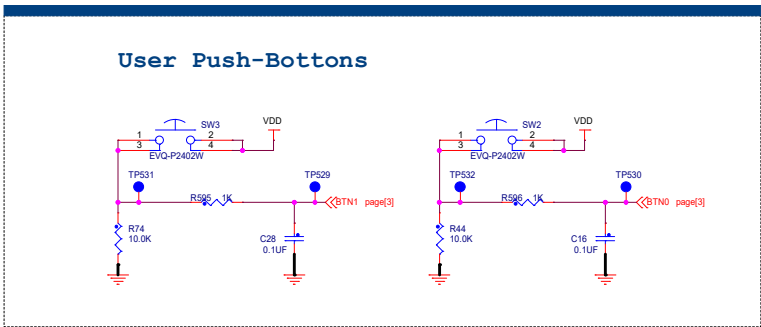 User Push-Bottons
SW3
VDD
1
2
3
4
EVQ-P2402W
TP531
TP529
R595
1K
BTN1 page[3]
R74
10.0K
C28
0.1UF
SW2
VDD
1
2
3
4
EVQ-P2402W
TP532
TP530
R596
1K
BTN0 page[3]
R44
10.0K
C16
0.1UF